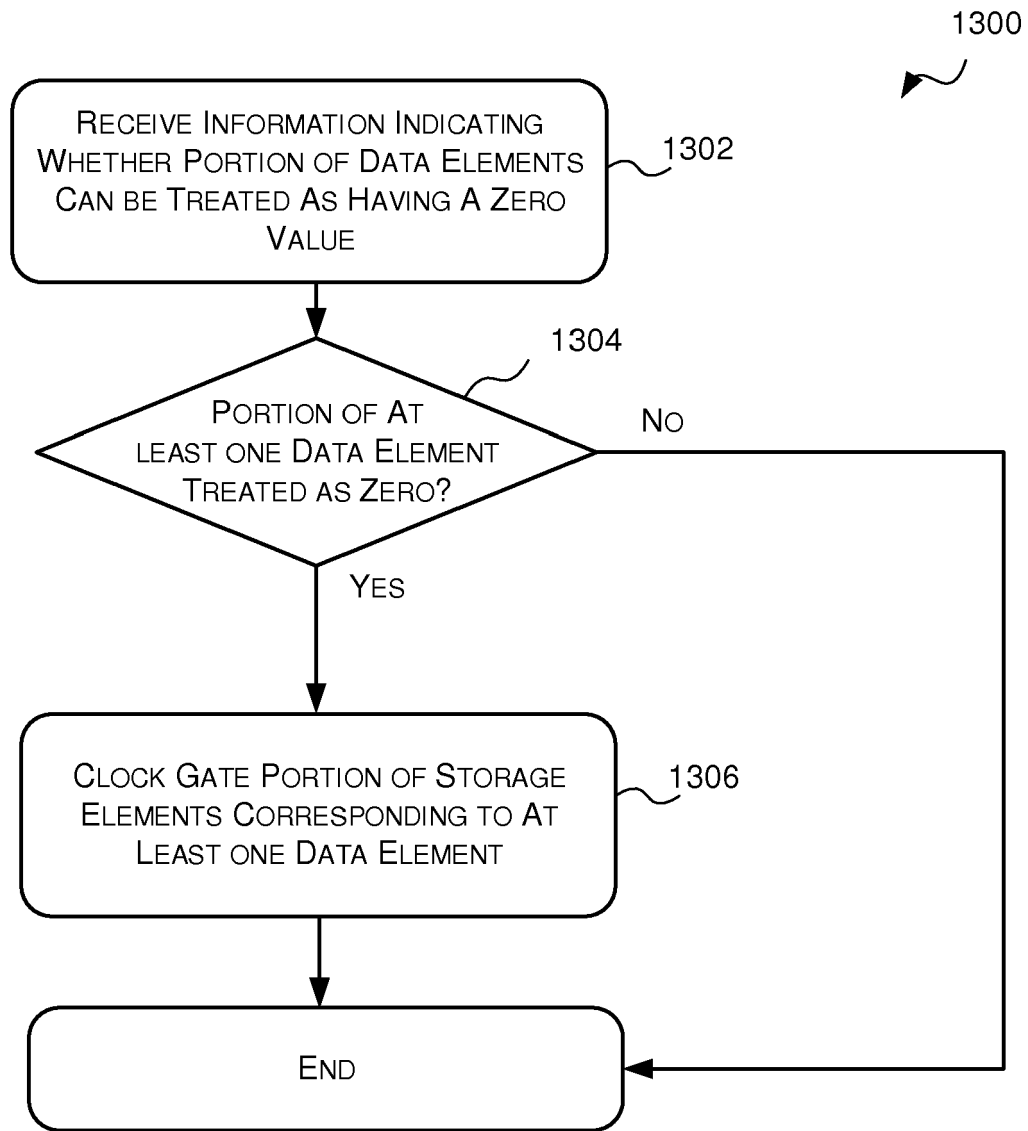 1300
RECEIVE INFORMATION INDICATING
WHETHER PORTION OF DATA ELEMENTS
CAN BE TREATED AS HAVING A ZERO
VALUE
1302
1304
PORTION OF AT
LEAST ONE DATA ELEMENT
TREATED AS ZERO?
NO
YES
CLOCK GATE PORTION OF STORAGE
ELEMENTS CORRESPONDING TO AT
LEAST ONE DATA ELEMENT
1306
END